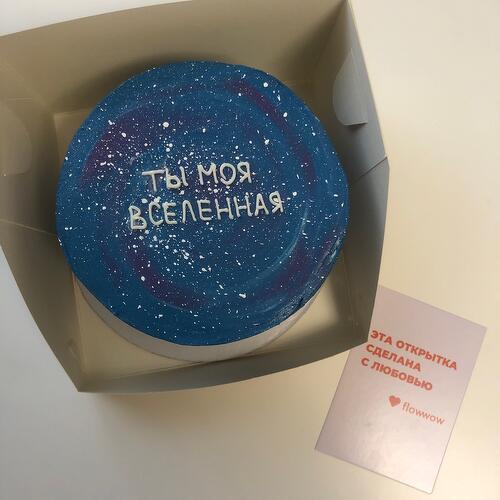 ТЫ МОЯ
ВСЕЛЕННАЯ
ЭТА ОТКРЫТКА
СДЕЛАНА
С ЛЮБОВЬЮ
flowwow